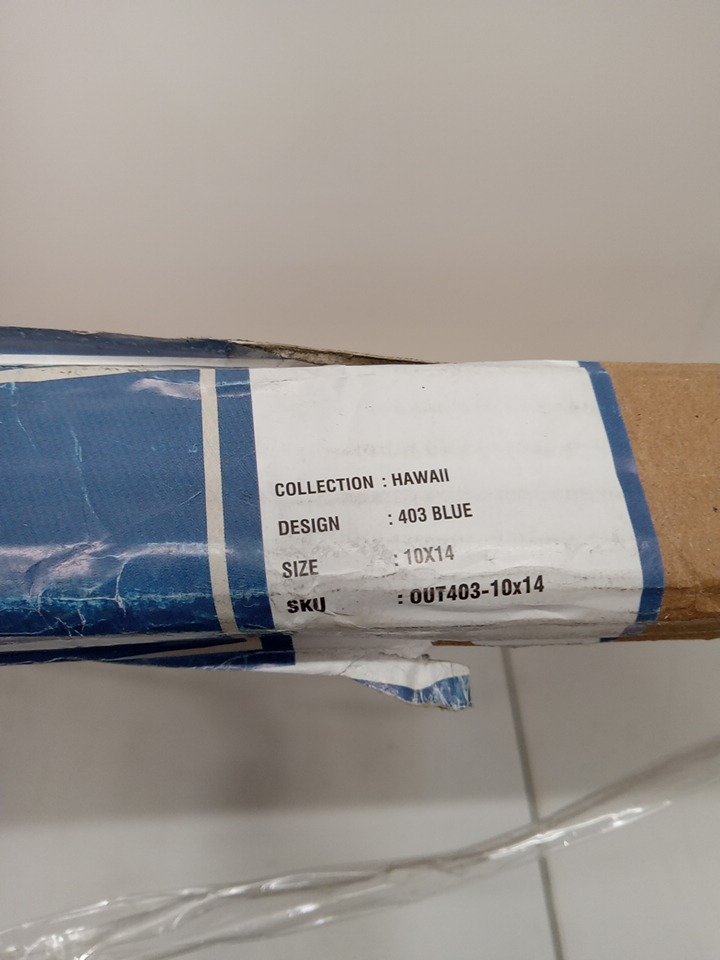 COLLECTION : HAWAII
DESIGN : 403 BLUE
SIZE : 10X14
SKU : OUT403-10x14